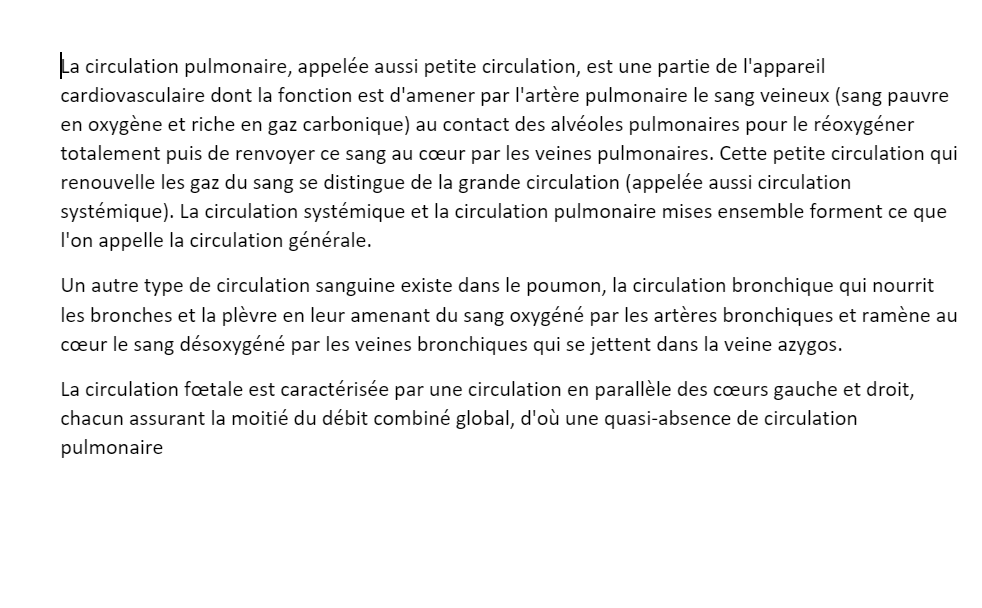 La circulation pulmonaire, appelée aussi petite circulation, est une partie de l'appareil
cardiovasculaire dont la fonction est d'amener par l'artère pulmonaire le sang veineux (sang pauvre
en oxygène et riche en gaz carbonique) au contact des alvéoles pulmonaires pour le réoxygéner
totalement puis de renvoyer ce sang au cœur par les veines pulmonaires. Cette petite circulation qui
renouvelle les gaz du sang se distingue de la grande circulation (appelée aussi circulation
systémique). La circulation systémique et la circulation pulmonaire mises ensemble forment ce que
l'on appelle la circulation générale.
Un autre type de circulation sanguine existe dans le poumon, la circulation bronchique qui nourrit
les bronches et la plèvre en leur amenant du sang oxygéné par les artères bronchiques et ramène au
cœur le sang désoxygéné par les veines bronchiques qui se jettent dans la veine azygos.
La circulation fœtale est caractérisée par une circulation en parallèle des cœurs gauche et droit,
chacun assurant la moitié du débit combiné global, d'où une quasi-absence de circulation
pulmonaire